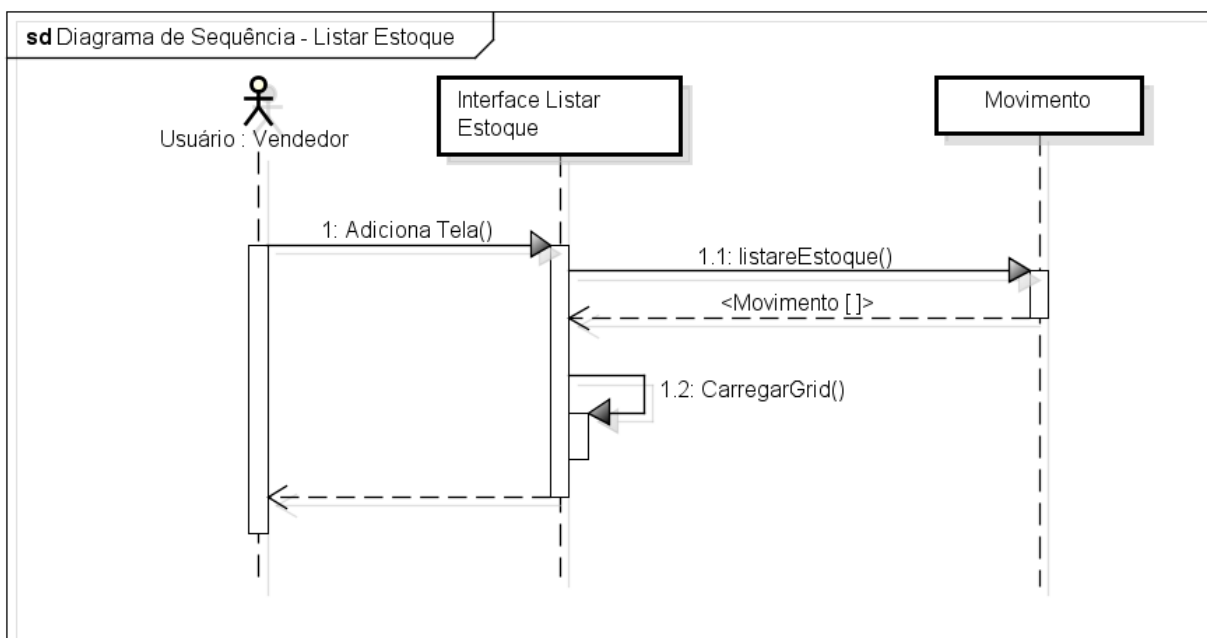 sd Diagrama de Sequência - Listar Estoque
Usuário : Vendedor
Interface Listar
Estoque
Movimento
1: Adiciona Tela()
1.1: listareEstoque()
<Movimento []>
1.2: CarregarGrid()